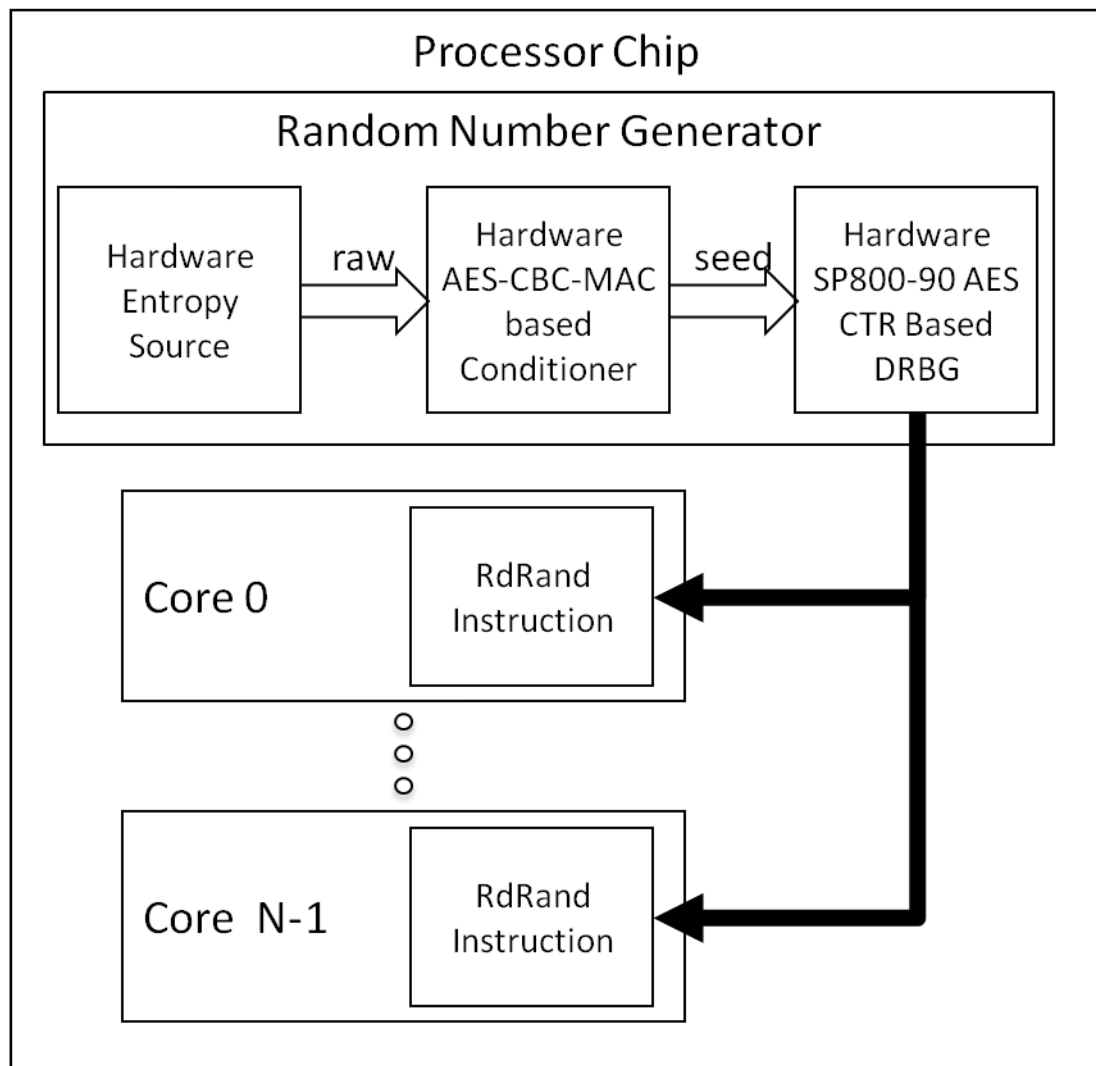 Processor Chip
Random Number Generator
Hardware
Entropy
Source
raw
Hardware
AES-CBC-MAC
based
Conditioner
seed
Hardware
SP800-90 AES
CTR Based
DRBG
Core 0
RdRand
Instruction
Core N-1
RdRand
Instruction